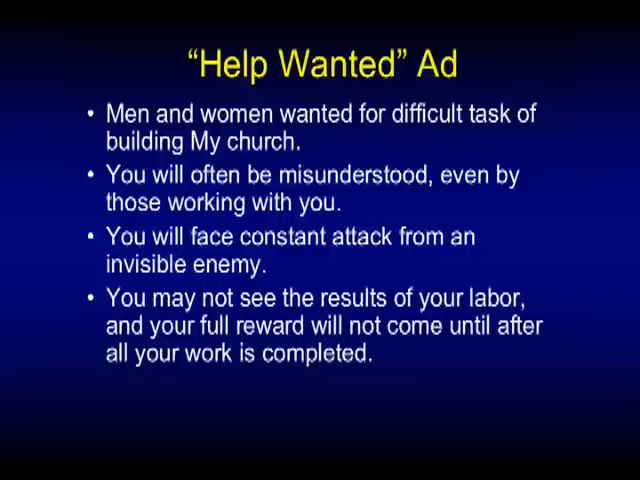 “Help Wanted” Ad
• Men and women wanted for difficult task of
building My church.
• You will often be misunderstood, even by
those working with you.
• You will face constant attack from an
invisible enemy.
• You may not see the results of your labor,
and your full reward will not come until after
all your work is completed.